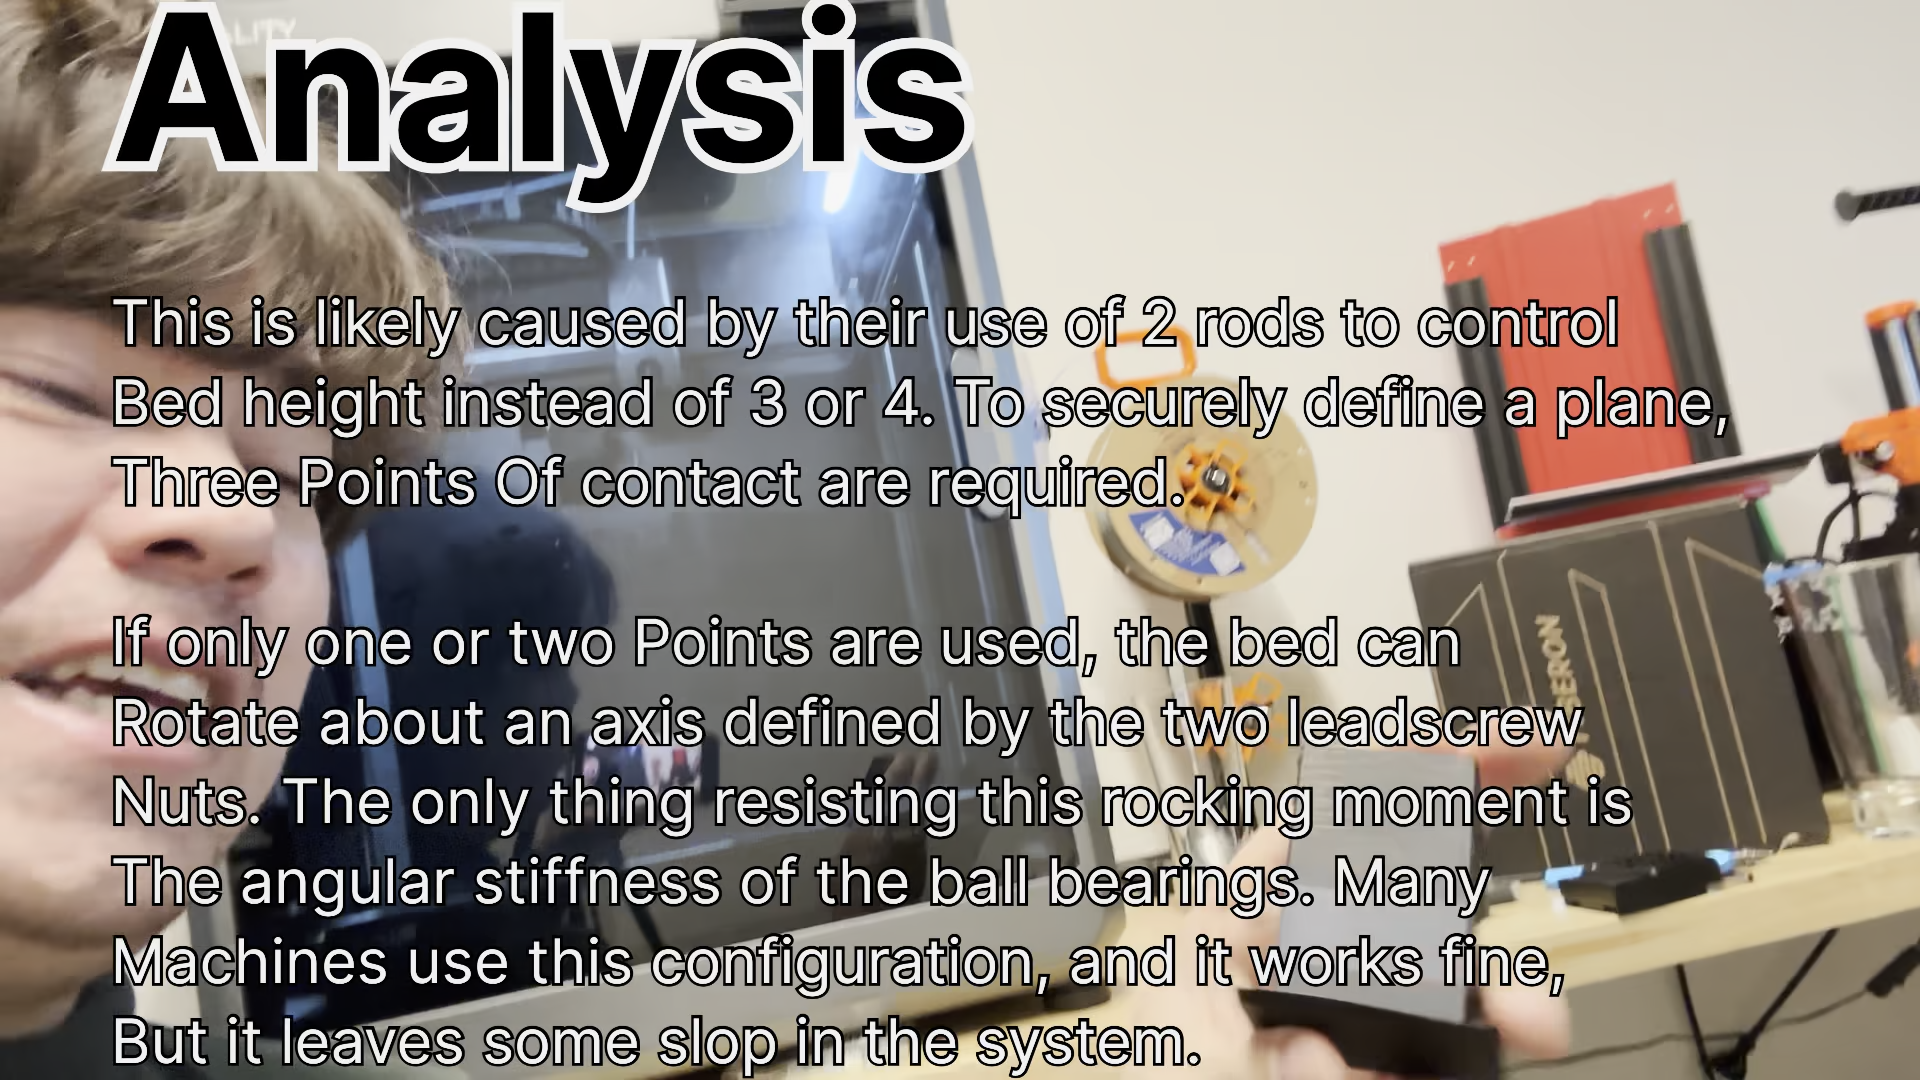 ALITY
Analysis
This is likely caused by their use of 2 rods to control
Bed height instead of 3 or 4. To securely define a plane,
Three Points Of contact are required.
If only one or two Points are used, the bed can
Rotate about an axis defined by the two leadscrew
Nuts. The only thing resisting this rocking moment is
The angular stiffness of the ball bearings. Many
Machines use this configuration, and it works fine,
But it leaves some slop in the system.